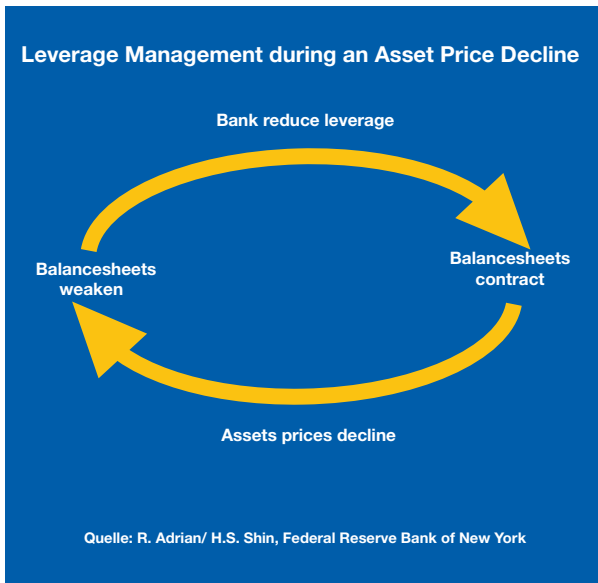 Leverage Management during an Asset Price Decline
Bank reduce leverage
Balancesheets
weaken
Balancesheets
contract
Assets prices decline
Quelle: R. Adrian/ H.S. Shin, Federal Reserve Bank of New York